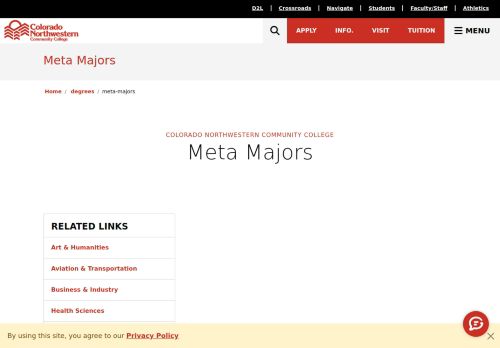 D2L | Crossroads | Navigate | Students | Faculty/Staff | Athletics
Colorado
Northwestern
Community College
APPLY INFO. VISIT TUITION MENU
Meta Majors
Home / degrees / meta-majors
COLORADO NORTHWESTERN COMMUNITY COLLEGE
Meta Majors
RELATED LINKS
Art & Humanities
Aviation & Transportation
Business & Industry
Health Sciences
By using this site, you agree to our Privacy Policy